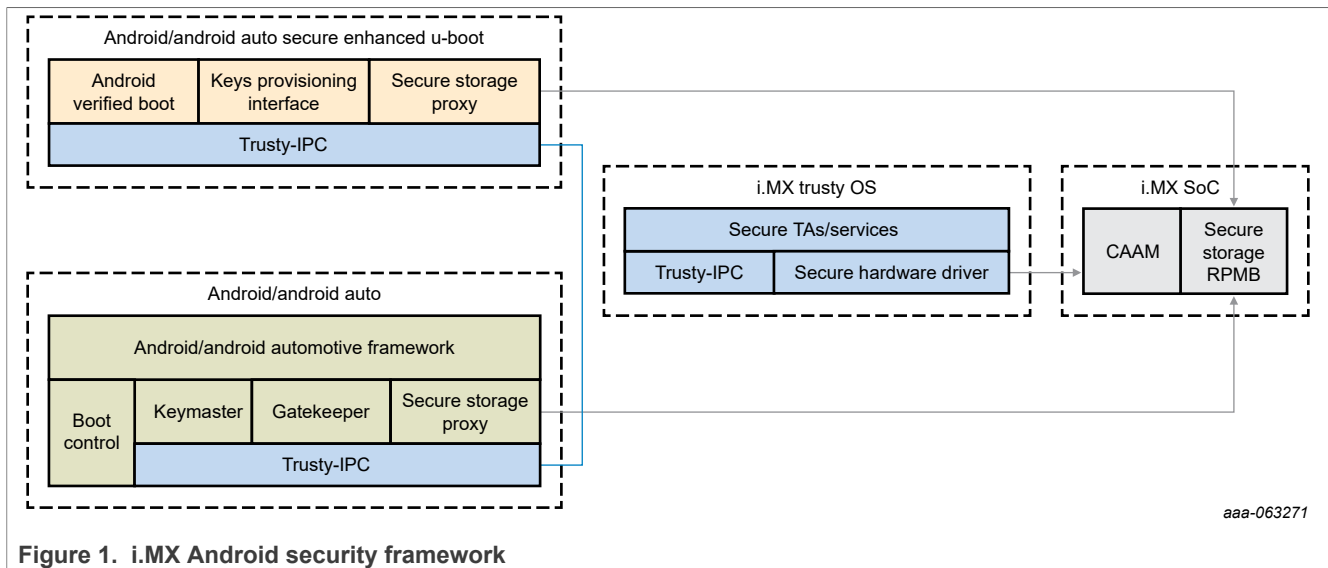 Android/android auto secure enhanced u-boot
Android
verified boot
Keys provisioning
interface
Secure storage
proxy
Trusty-IPC
i.MX trusty OS
Secure TAs/services
Trusty-IPC
Secure hardware driver
i.MX SoC
CAAM
Secure
storage
RPMB
Android/android auto
Android/android automotive framework
Boot
control
Keymaster
Gatekeeper
Secure storage
proxy
Trusty-IPC
aaa-063271
Figure 1. i.MX Android security framework